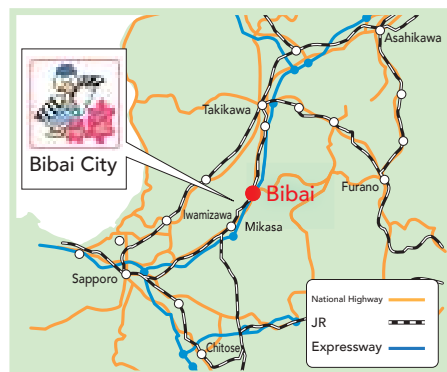 Asahikawa
Takikawa
Bibai City
Bibai
Furano
Iwamizawa
Mikasa
Sapporo
Chitose
National Highway
JR
Expressway